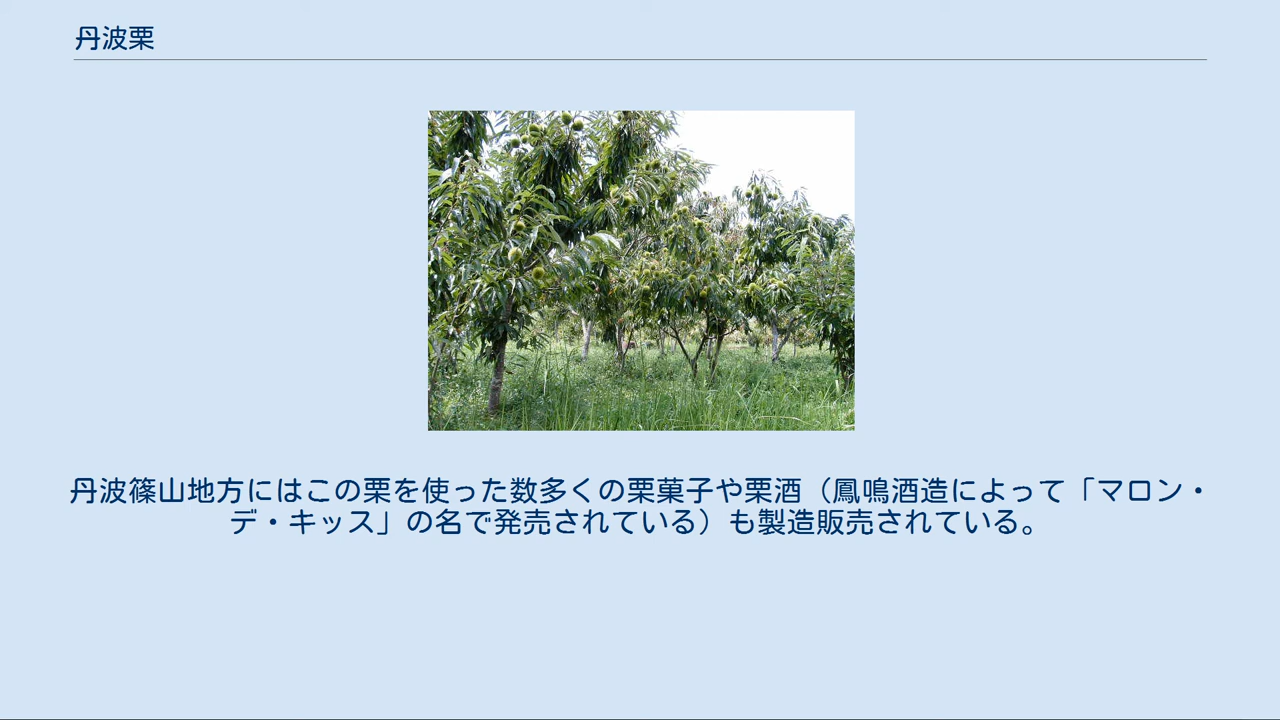 丹波栗
丹波篠山地方にはこの栗を使った数多くの栗菓子や栗酒（鳳鳴酒造によって「マロン・
デ・キッス」の名で発売されている）も製造販売されている。